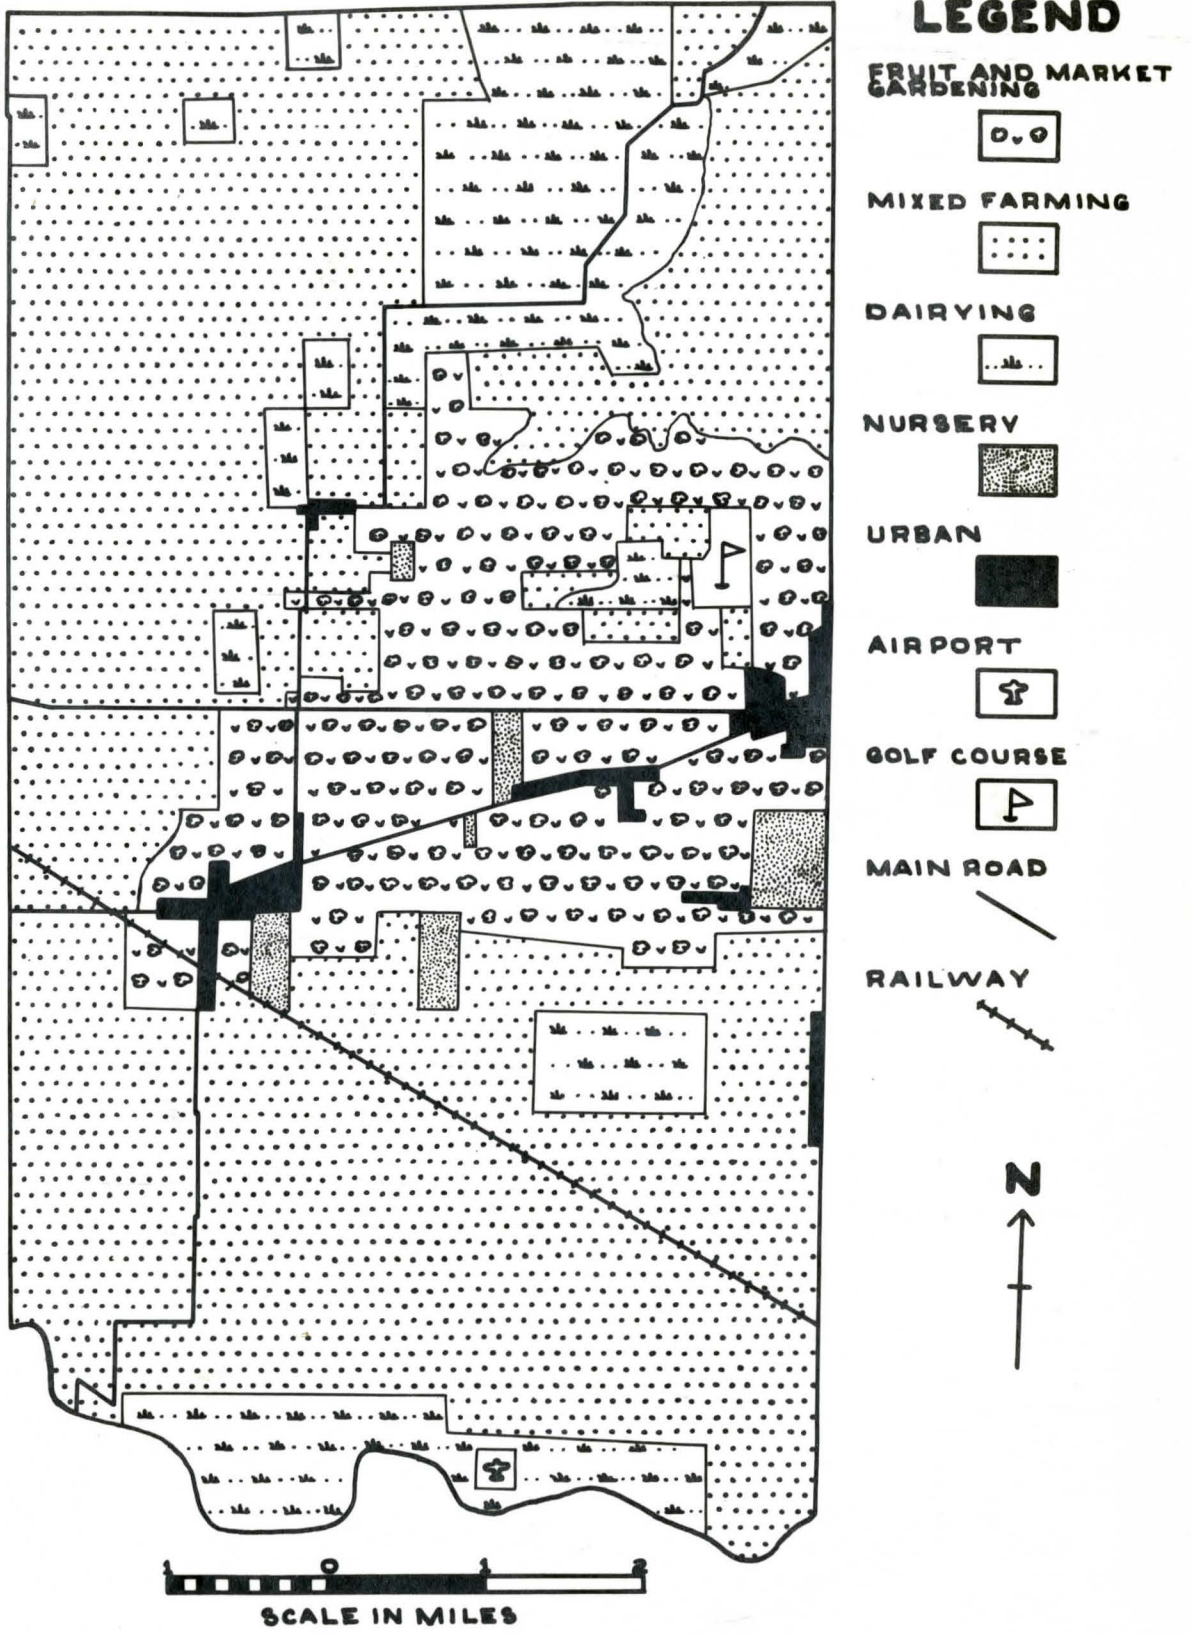 LEGEND
FRUIT AND MARKET
GARDENING
MIXED FARMING
DAIRYING
NURSERY
URBAN
AIRPORT
GOLF COURSE
MAIN ROAD
RAILWAY
N
1 0 1 2
SCALE IN MILES